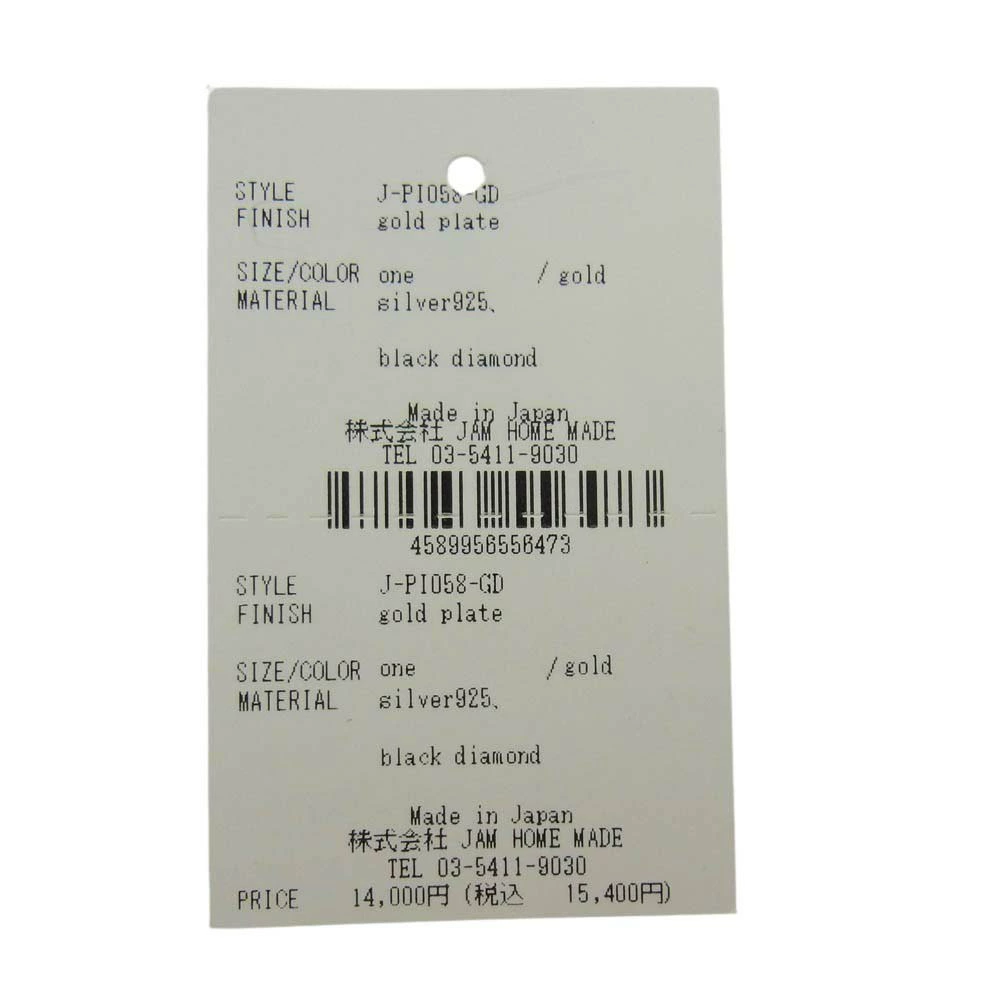 STYLE J-PI058-GD
FINISH gold plate
SIZE/COLOR one / gold
MATERIAL silver925、
black diamond
Made in Japan
株式会社 JAM HOME MADE
TEL 03-5411-9030
4589956556473
STYLE J-PI058-GD
FINISH gold plate
SIZE/COLOR one / gold
MATERIAL silver925、
black diamond
Made in Japan
株式会社 JAM HOME MADE
TEL 03-5411-9030
PRICE 14,000円 (税込 15,400円)